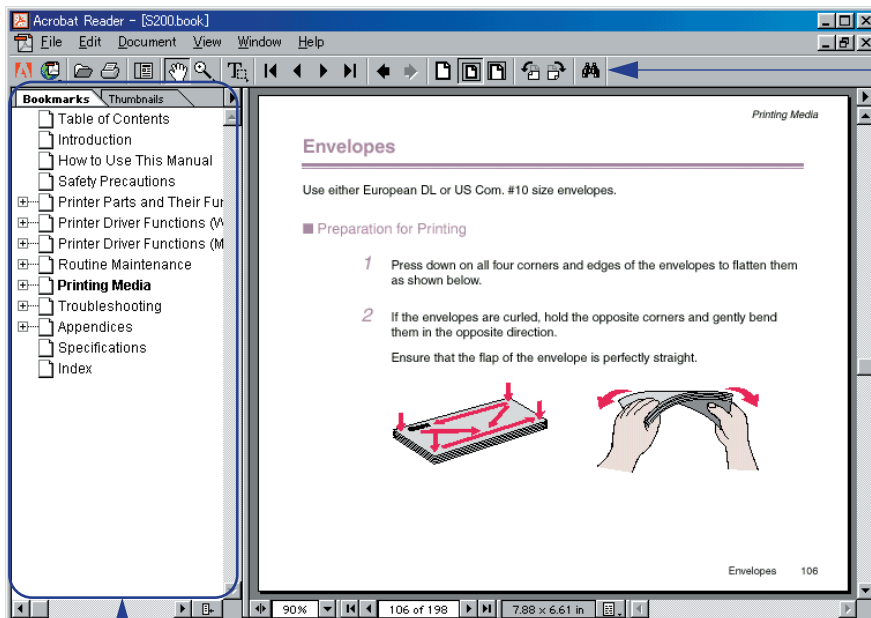 Acrobat Reader - [S200.book]
File Edit Document View Window Help
Bookmarks Thumbnails
Table of Contents
Introduction
How to Use This Manual
Safety Precautions
Printer Parts and Their Fur
Printer Driver Functions (W
Printer Driver Functions (M
Routine Maintenance
Printing Media
Troubleshooting
Appendices
Specifications
Index
Printing Media
Envelopes
Use either European DL or US Com. #10 size envelopes.
Preparation for Printing
1 Press down on all four corners and edges of the envelopes to flatten them
as shown below.
2 If the envelopes are curled, hold the opposite corners and gently bend
them in the opposite direction.
Ensure that the flap of the envelope is perfectly straight.
Envelopes 106
90% 106 of 198 7.88 × 6.61 in